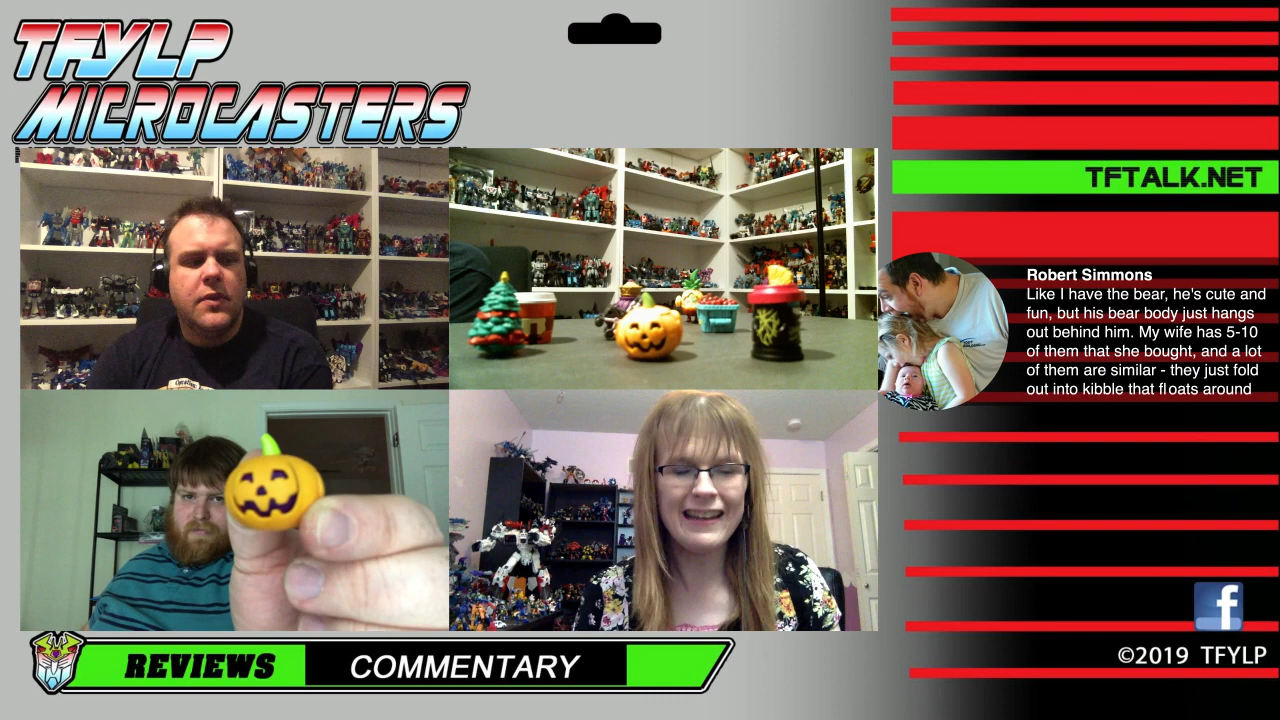 TFYLP
MICROCASTERS
TFTALK.NET
Robert Simmons
Like I have the bear, he's cute and
fun, but his bear body just hangs
out behind him. My wife has 5-10
of them that she bought, and a lot
of them are similar - they just fold
out into kibble that floats around
f
©2019 TFYLP
REVIEWS
COMMENTARY